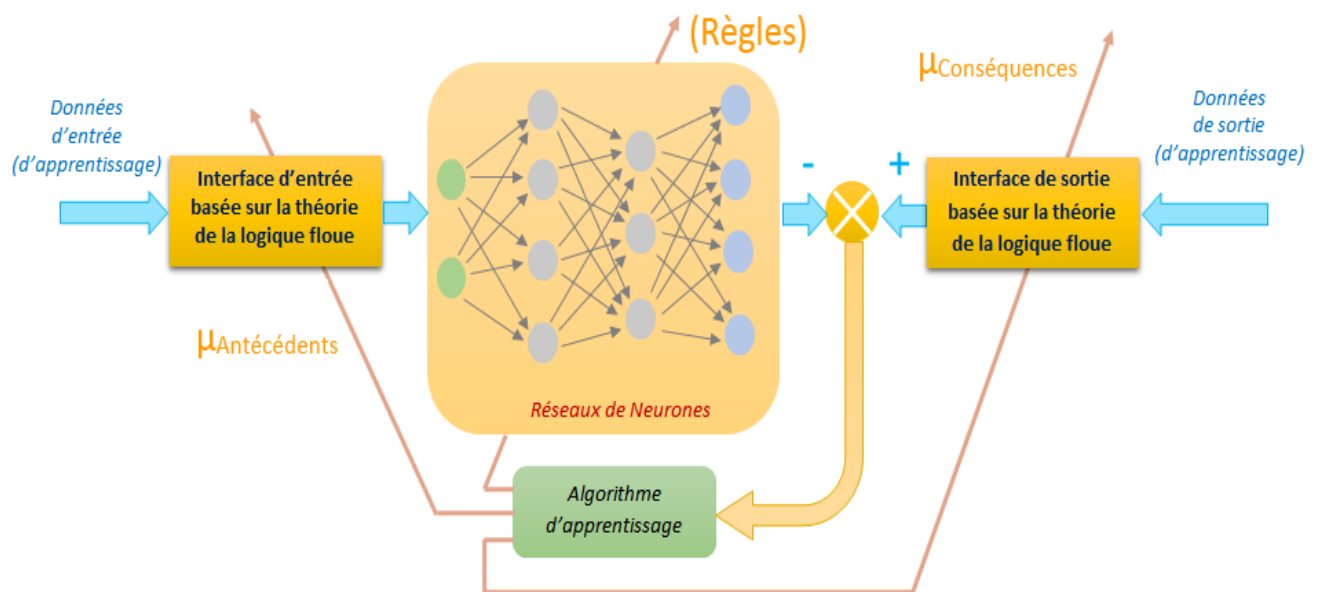 (Règles)
μConséquences
Données
d'entrée
(d'apprentissage)
Données
de sortie
(d'apprentissage)
Interface d'entrée
basée sur la théorie
de la logique floue
-
+
Interface de sortie
basée sur la théorie
de la logique floue
μAntécédents
Réseaux de Neurones
Algorithme
d'apprentissage